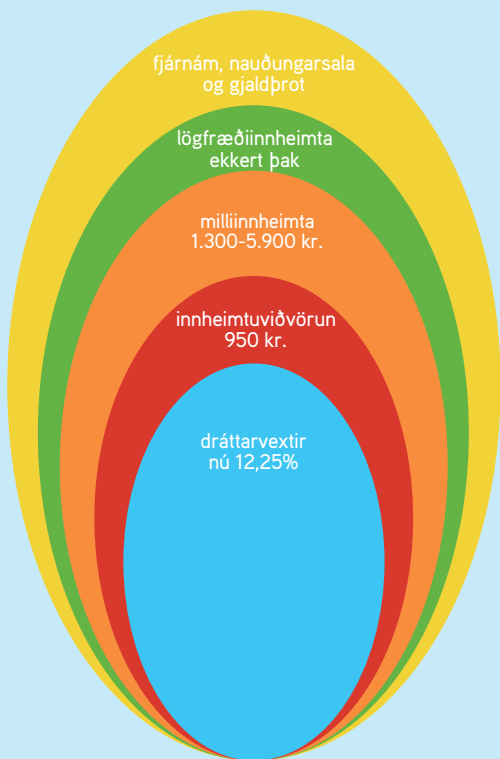 fjárnám, nauðungarsala
og gjaldþrot
lögfræðiinnheimta
ekkert þak
milliinnheimta
1.300-5.900 kr.
innheimtuviðvörun
950 kr.
dráttarvextir
nú 12,25%